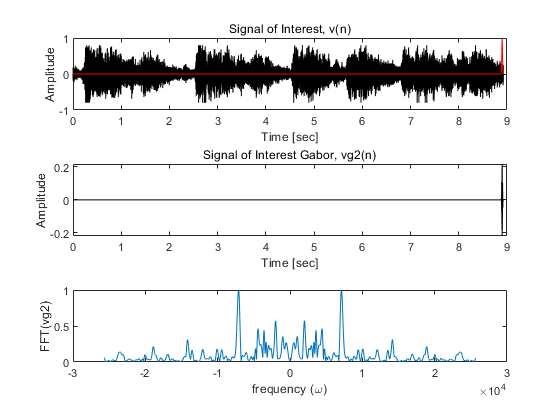 Signal of Interest, v(n)
1
0
-1
Amplitude
0 1 2 3 4 5 6 7 8 9
Time [sec]
Signal of Interest Gabor, vg2(n)
0.2
0
-0.2
Amplitude
0 1 2 3 4 5 6 7 8 9
Time [sec]
1
0.5
0
FFT(vg2)
-3 -2 -1 0 1 2 3
frequency (ω)
×10⁴